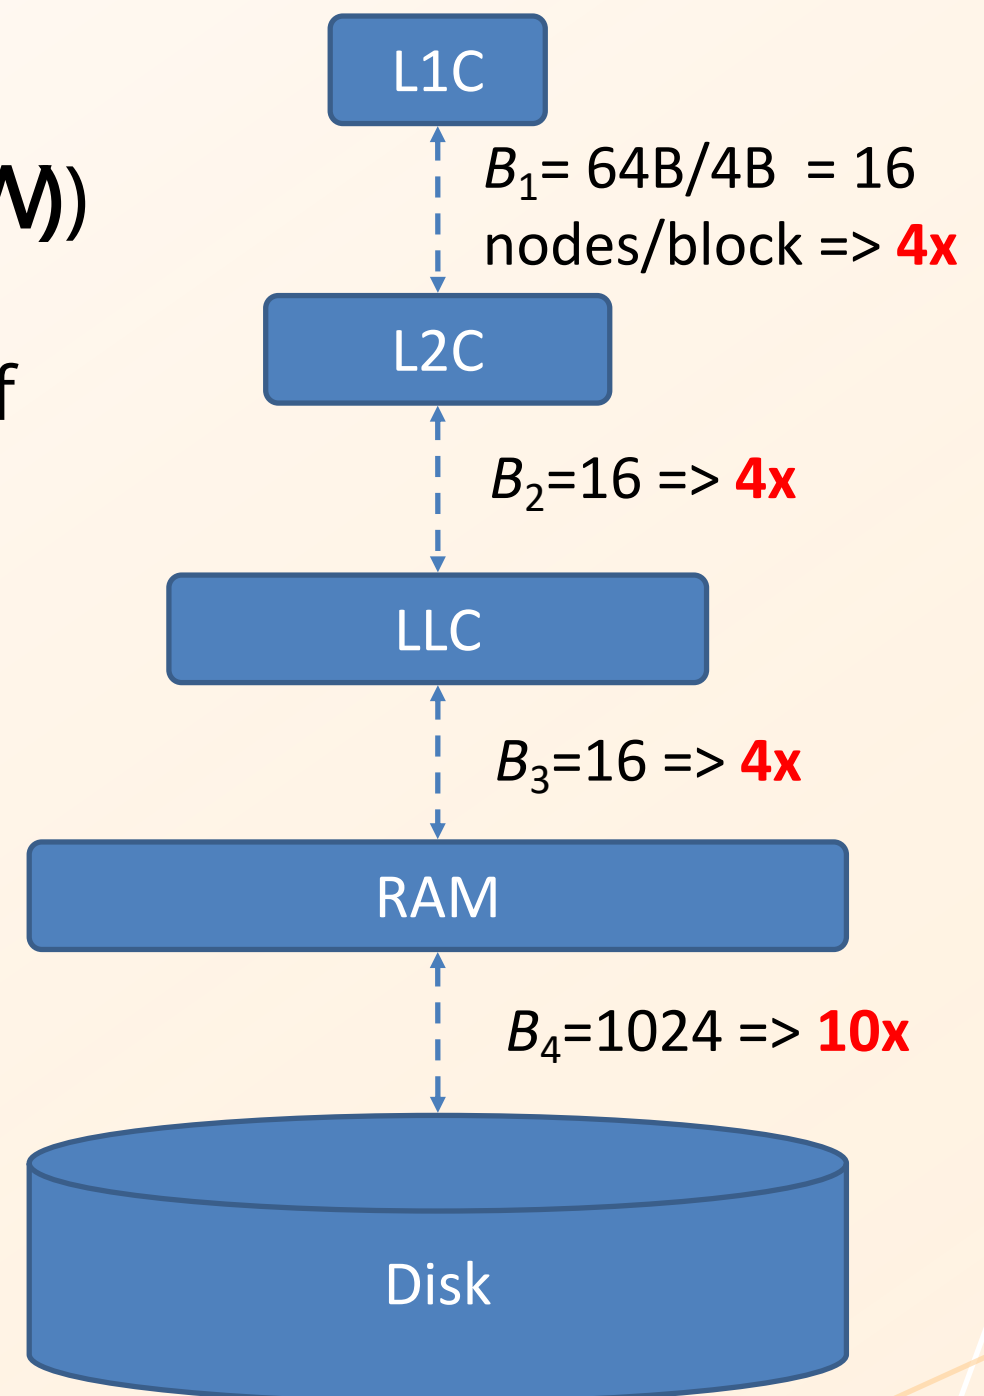 L1C
B₁= 64B/4B = 16
nodes/block => 4x
))
L2C
f
B₂=16 => 4x
LLC
B₃=16 => 4x
RAM
B₄=1024 => 10x
Disk